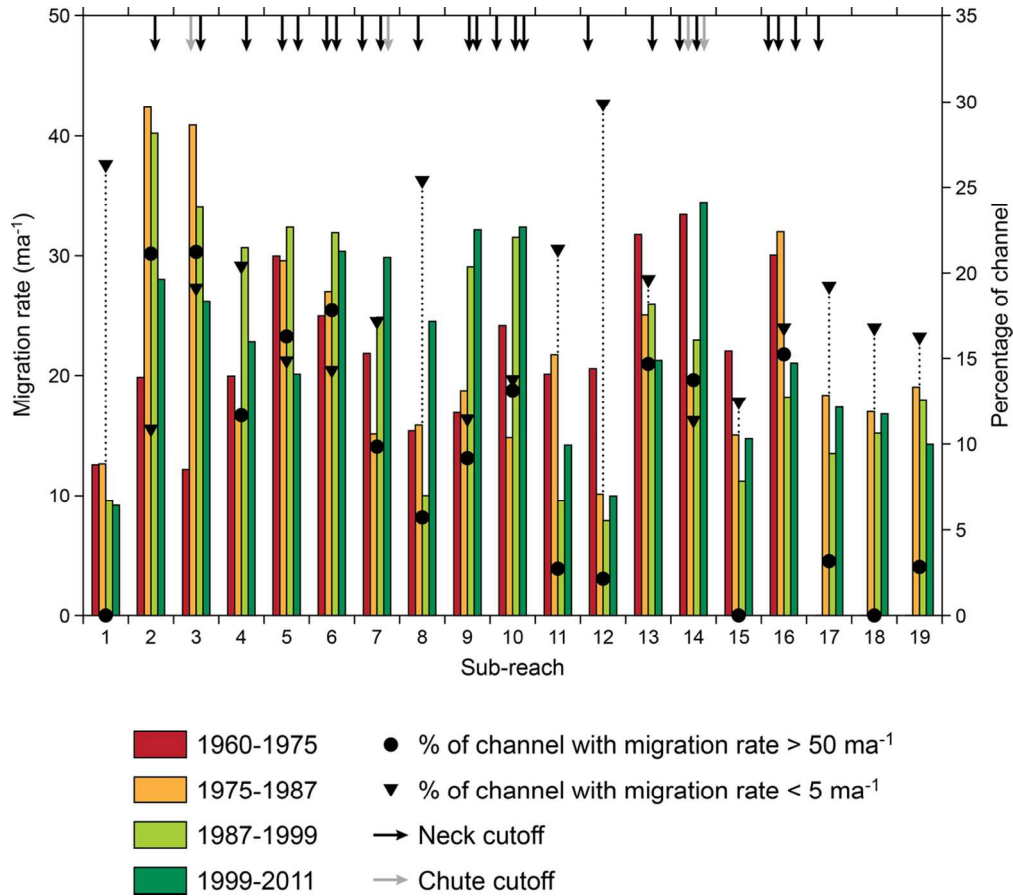 50
40
30
20
10
0
Migration rate (ma⁻¹)
35
30
25
20
15
10
5
0
Percentage of channel
1 2 3 4 5 6 7 8 9 10 11 12 13 14 15 16 17 18 19
Sub-reach
1960-1975
% of channel with migration rate > 50 ma⁻¹
1975-1987
% of channel with migration rate < 5 ma⁻¹
1987-1999
Neck cutoff
1999-2011
Chute cutoff